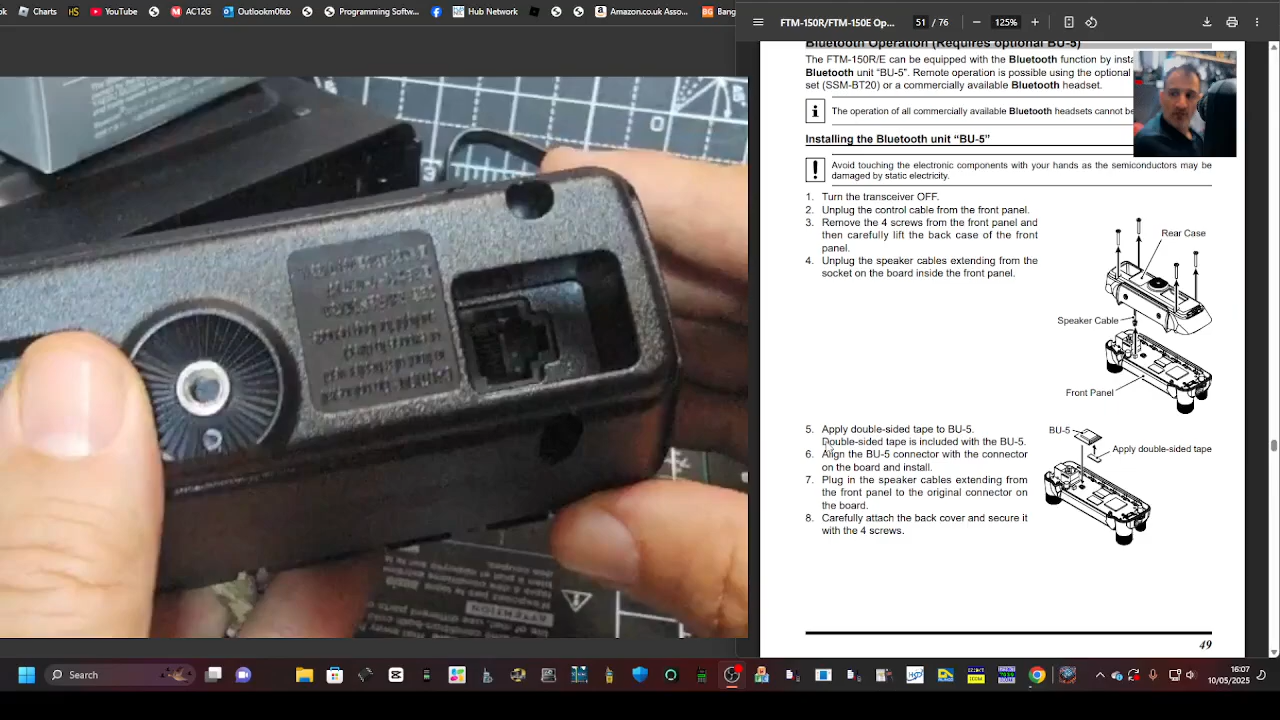 Charts
YouTube
AC12G
Outlookm0fxb
Programming Softw...
Hub Network
Amazon.co.uk Asso...
Bang
FTM-150R/FTM-150E Op...
51 / 76
125%
Bluetooth Operation (Requires optional BU-5)
The FTM-150R/E can be equipped with the Bluetooth function by insta
Bluetooth unit "BU-5". Remote operation is possible using the optional
set (SSM-BT20) or a commercially available Bluetooth headset.
The operation of all commercially available Bluetooth headsets cannot be
Installing the Bluetooth unit "BU-5"
Avoid touching the electronic components with your hands as the semiconductors may be
damaged by static electricity.
1. Turn the transceiver OFF.
2. Unplug the control cable from the front panel.
3. Remove the 4 screws from the front panel and
then carefully lift the back case of the front
panel.
4. Unplug the speaker cables extending from the
socket on the board inside the front panel.
Rear Case
Speaker Cable
Front Panel
5. Apply double-sided tape to BU-5.
Double-sided tape is included with the BU-5.
6. Align the BU-5 connector with the connector
on the board and install.
7. Plug in the speaker cables extending from
the front panel to the original connector on
the board.
8. Carefully attach the back cover and secure it
with the 4 screws.
BU-5
Apply double-sided tape
49
ATTENTION
Search
16:07
10/05/2025